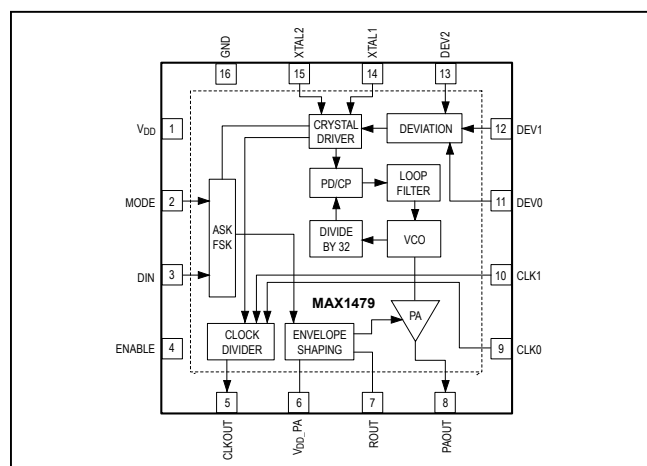 GND
XTAL2
XTAL1
DEV2
16
15
14
13
VDD 1
MODE 2
DIN 3
ENABLE 4
12 DEV1
11 DEV0
10 CLK1
9 CLK0
CRYSTAL
DRIVER
DEVIATION
PD/CP
LOOP
FILTER
ASK
FSK
DIVIDE
BY 32
VCO
MAX1479
PA
CLOCK
DIVIDER
ENVELOPE
SHAPING
5
6
7
8
CLKOUT
VDD_PA
ROUT
PAOUT